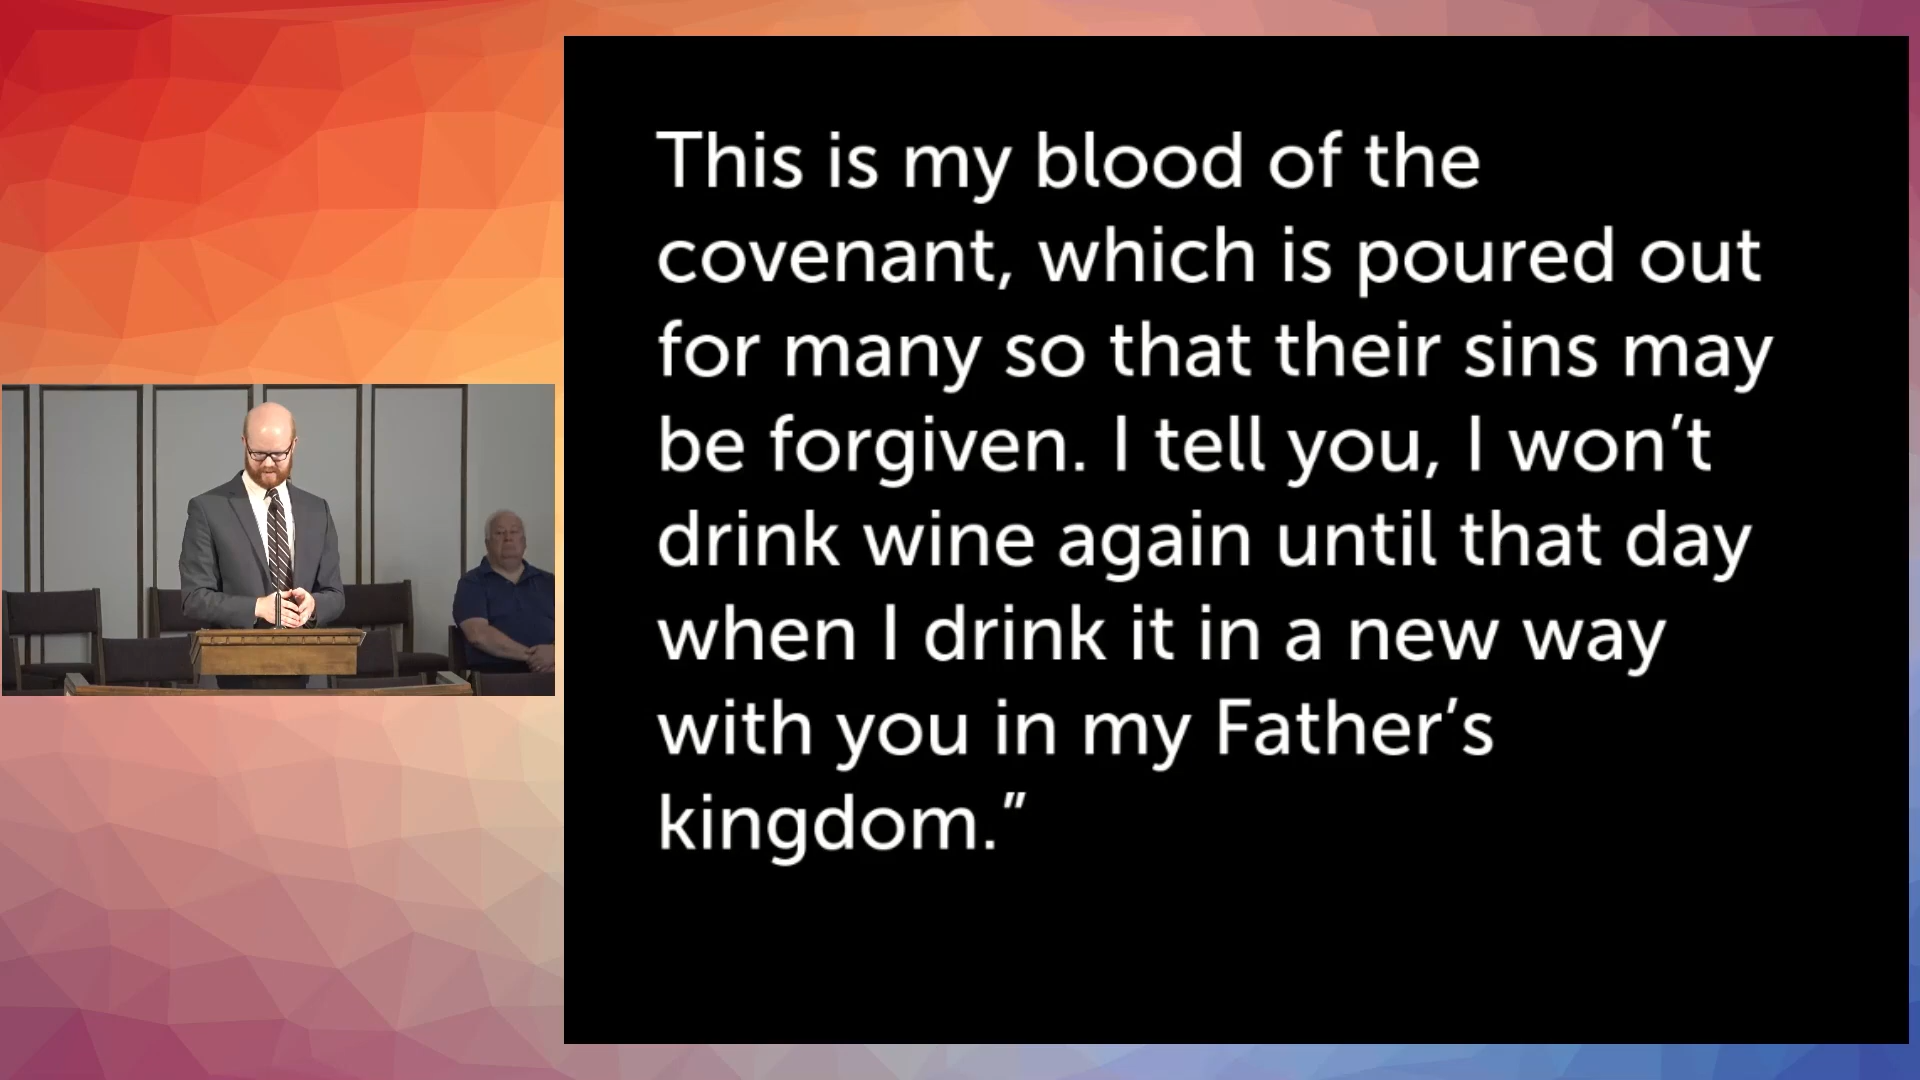 This is my blood of the
covenant, which is poured out
for many so that their sins may
be forgiven. I tell you, I won’t
drink wine again until that day
when I drink it in a new way
with you in my Father’s
kingdom.”